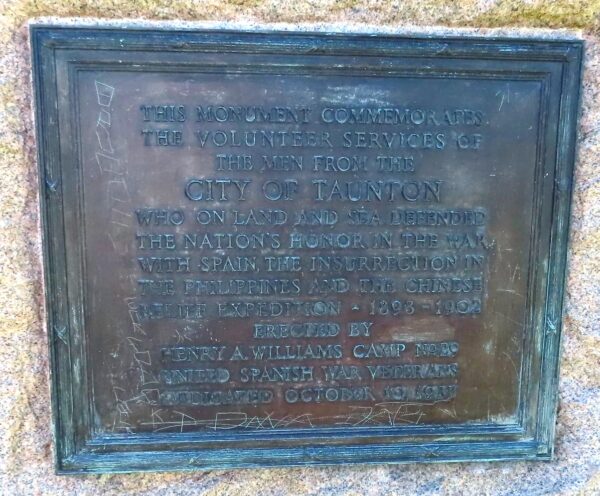 THIS MONUMENT COMMEMORATES
THE VOLUNTEER SERVICES OF
THE MEN FROM THE
CITY OF TAUNTON
WHO ON LAND AND SEA DEFENDED
THE NATION'S HONOR IN THE WAR
WITH SPAIN, THE INSURRECTION IN
THE PHILIPPINES AND THE CHINESE
RELIEF EXPEDITION - 1898-1902
ERECTED BY
HENRY A. WILLIAMS CAMP No.
UNITED SPANISH WAR VETERANS
DEDICATED OCTOBER
DANA